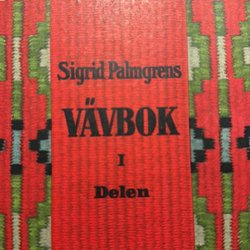 Sigrid Palmgrens
VÄVBOK
I
Delen